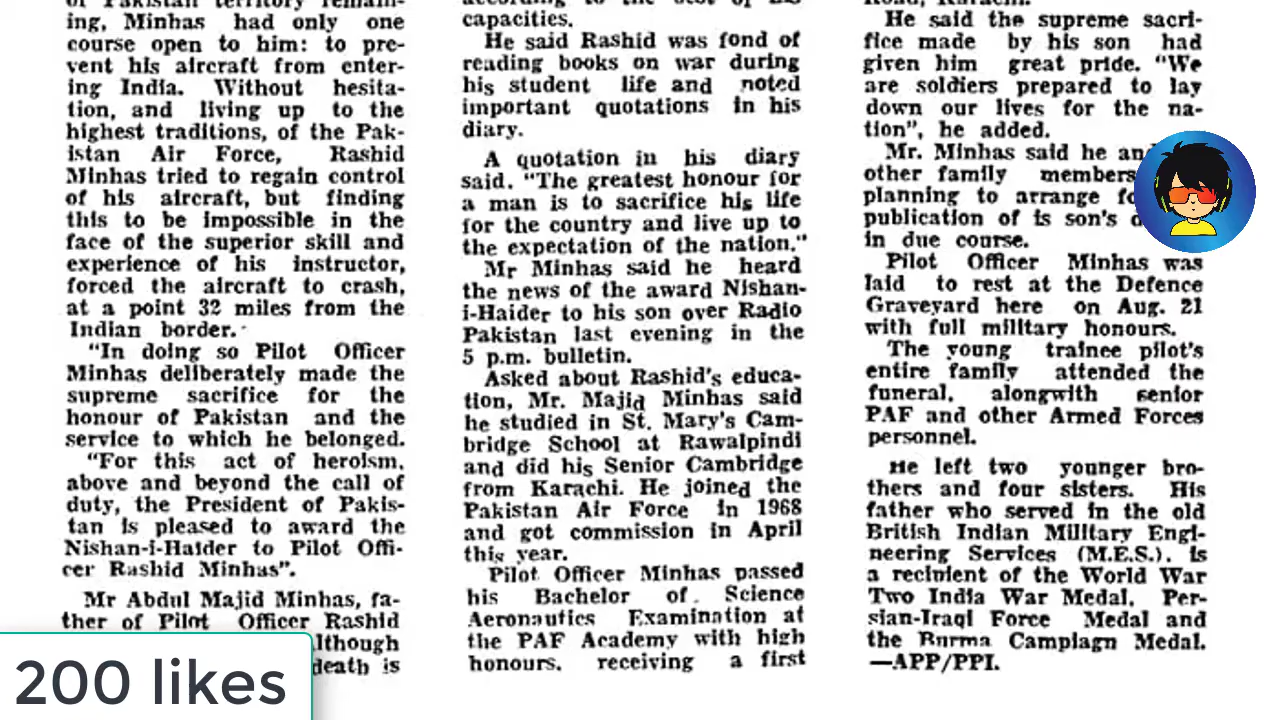 of Pakistan territory remain-
ing, Minhas had only one
course open to him: to pre-
vent his aircraft from enter-
ing India. Without hesita-
tion, and living up to the
highest traditions, of the Pak-
istan Air Force, Rashid
Minhas tried to regain control
of his aircraft, but finding
this to be impossible in the
face of the superior skill and
experience of his instructor,
forced the aircraft to crash,
at a point 32 miles from the
Indian border.
"In doing so Pilot Officer
Minhas deliberately made the
supreme sacrifice for the
honour of Pakistan and the
service to which he belonged.
"For this act of heroism,
above and beyond the call of
duty, the President of Pakis-
tan is pleased to award the
Nishan-i-Haider to Pilot Offi-
cer Rashid Minhas".
Mr Abdul Majid Minhas, fa-
ther of Pilot Officer Rashid
lthough
death is
capacities.
He said Rashid was fond of
reading books on war during
his student life and noted
important quotations in his
diary.
A quotation in his diary
said. "The greatest honour for
a man is to sacrifice his life
for the country and live up to
the expectation of the nation."
Mr Minhas said he heard
the news of the award Nishan-
i-Haider to his son over Radio
Pakistan last evening in the
5 p.m. bulletin.
Asked about Rashid's educa-
tion, Mr. Majid Minhas said
he studied in St. Mary's Cam-
bridge School at Rawalpindi
and did his Senior Cambridge
from Karachi. He joined the
Pakistan Air Force in 1968
and got commission in April
this year.
Pilot Officer Minhas passed
his Bachelor of Science
Aeronautics Examination at
the PAF Academy with high
honours, receiving a first
He said the supreme sacri-
fice made by his son had
given him great pride. "We
are soldiers prepared to lay
down our lives for the na-
tion", he added.
Mr. Minhas said he and
other family members
planning to arrange fo
publication of is son's d
in due course.
Pilot Officer Minhas was
laid to rest at the Defence
Graveyard here on Aug. 21
with full military honours.
The young trainee pilot's
entire family attended the
funeral, alongwith senior
PAF and other Armed Forces
personnel.
He left two younger bro-
thers and four sisters. His
father who served in the old
British Indian Military Engi-
neering Services (M.E.S.), is
a recipient of the World War
Two India War Medal, Per-
sian-Iraqi Force Medal and
the Burma Campiagn Medal.
—APP/PPI.
200 likes